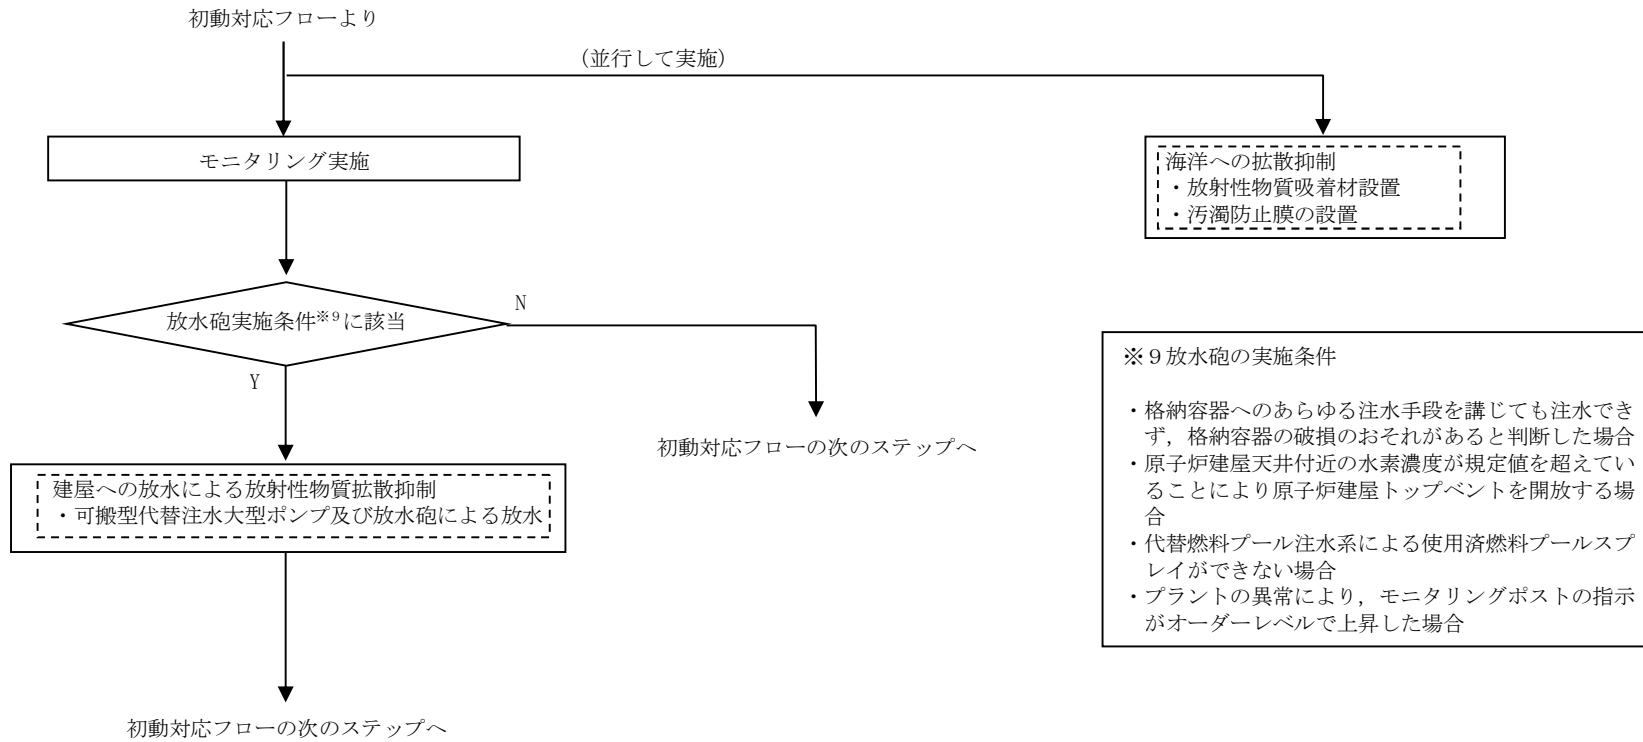 初動対応フローより
(並行して実施)
モニタリング実施
海洋への拡散抑制
・放射性物質吸着材設置
・汚濁防止膜の設置
放水砲実施条件※9に該当
N
Y
初動対応フローの次のステップへ
建屋への放水による放射性物質拡散抑制
・可搬型代替注水大型ポンプ及び放水砲による放水
初動対応フローの次のステップへ
※９放水砲の実施条件
・格納容器へのあらゆる注水手段を講じても注水でき
ず，格納容器の破損のおそれがあると判断した場合
・原子炉建屋天井付近の水素濃度が規定値を超えてい
ることにより原子炉建屋トップベントを開放する場
合
・代替燃料プール注水系による使用済燃料プールスプ
レイができない場合
・プラントの異常により，モニタリングポストの指示
がオーダーレベルで上昇した場合